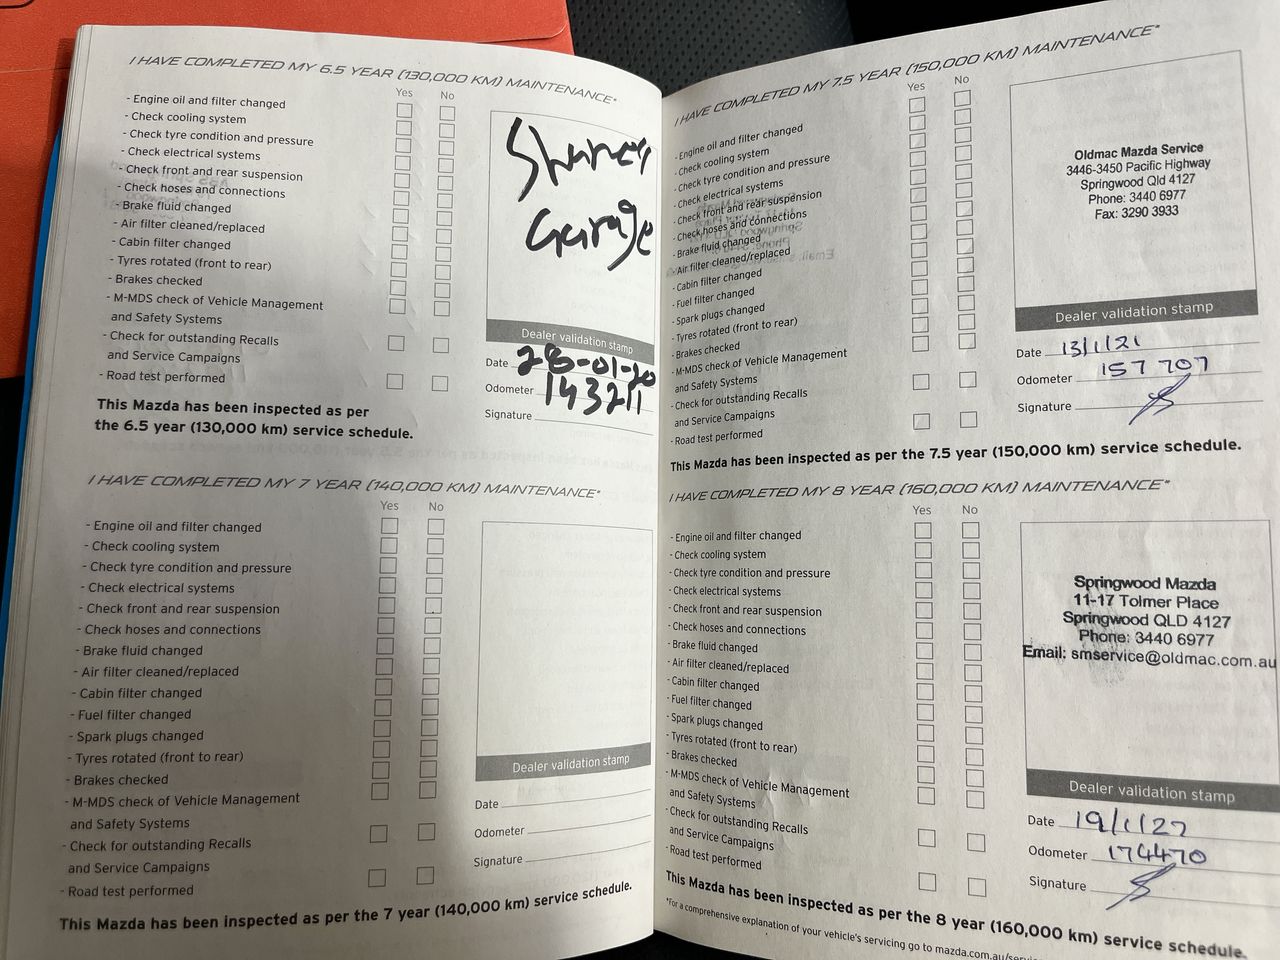 I HAVE COMPLETED MY 6.5 YEAR (130,000 KM) MAINTENANCE*
Yes No
- Engine oil and filter changed
- Check cooling system
- Check tyre condition and pressure
- Check electrical systems
- Check front and rear suspension
- Check hoses and connections
- Brake fluid changed
- Air filter cleaned/replaced
- Cabin filter changed
- Tyres rotated (front to rear)
- Brakes checked
- M-MDS check of Vehicle Management
and Safety Systems
- Check for outstanding Recalls
and Service Campaigns
- Road test performed
Garage
Dealer validation stamp
Date 28-01-20
Odometer 143211
Signature
This Mazda has been inspected as per
the 6.5 year (130,000 km) service schedule.
I HAVE COMPLETED MY 7 YEAR (140,000 KM) MAINTENANCE*
Yes No
- Engine oil and filter changed
- Check cooling system
- Check tyre condition and pressure
- Check electrical systems
- Check front and rear suspension
- Check hoses and connections
- Brake fluid changed
- Air filter cleaned/replaced
- Cabin filter changed
- Fuel filter changed
- Spark plugs changed
- Tyres rotated (front to rear)
- Brakes checked
- M-MDS check of Vehicle Management
and Safety Systems
- Check for outstanding Recalls
and Service Campaigns
- Road test performed
Dealer validation stamp
Date
Odometer
Signature
This Mazda has been inspected as per the 7 year (140,000 km) service schedule.
I HAVE COMPLETED MY 7.5 YEAR (150,000 KM) MAINTENANCE*
Yes No
- Engine oil and filter changed
- Check cooling system
- Check tyre condition and pressure
- Check electrical systems
- Check front and rear suspension
- Check hoses and connections
- Brake fluid changed
- Air filter cleaned/replaced
- Cabin filter changed
- Fuel filter changed
- Spark plugs changed
- Tyres rotated (front to rear)
- Brakes checked
- M-MDS check of Vehicle Management
and Safety Systems
- Check for outstanding Recalls
and Service Campaigns
- Road test performed
Oldmac Mazda Service
3446-3450 Pacific Highway
Springwood Qld 4127
Phone: 3440 6977
Fax: 3290 3933
Dealer validation stamp
Date 13/1/21
Odometer 157 707
Signature
This Mazda has been inspected as per the 7.5 year (150,000 km) service schedule.
I HAVE COMPLETED MY 8 YEAR (160,000 KM) MAINTENANCE*
Yes No
- Engine oil and filter changed
- Check cooling system
- Check tyre condition and pressure
- Check electrical systems
- Check front and rear suspension
- Check hoses and connections
- Brake fluid changed
- Air filter cleaned/replaced
- Cabin filter changed
- Fuel filter changed
- Spark plugs changed
- Tyres rotated (front to rear)
- Brakes checked
- M-MDS check of Vehicle Management
and Safety Systems
- Check for outstanding Recalls
and Service Campaigns
- Road test performed
Springwood Mazda
11-17 Tolmer Place
Springwood QLD 4127
Phone: 3440 6977
Email: smservice@oldmac.com.au
Dealer validation stamp
Date 19/1/22
Odometer 174470
Signature
This Mazda has been inspected as per the 8 year (160,000 km) service schedule.
*For a comprehensive explanation of your vehicle's servicing go to mazda.com.au/servi